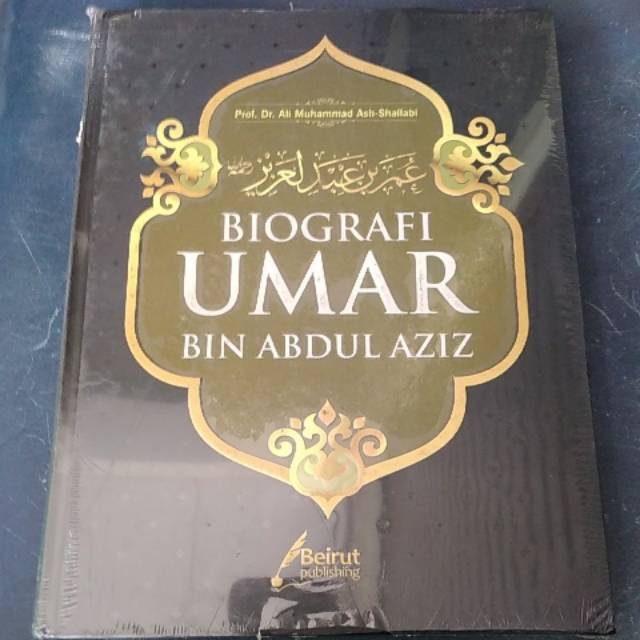 Prof. Dr. Ali Muhammad Ash-Shallabi
عمر بن عبد العزيز
BIOGRAFI
UMAR
BIN ABDUL AZIZ
Beirut
publishing